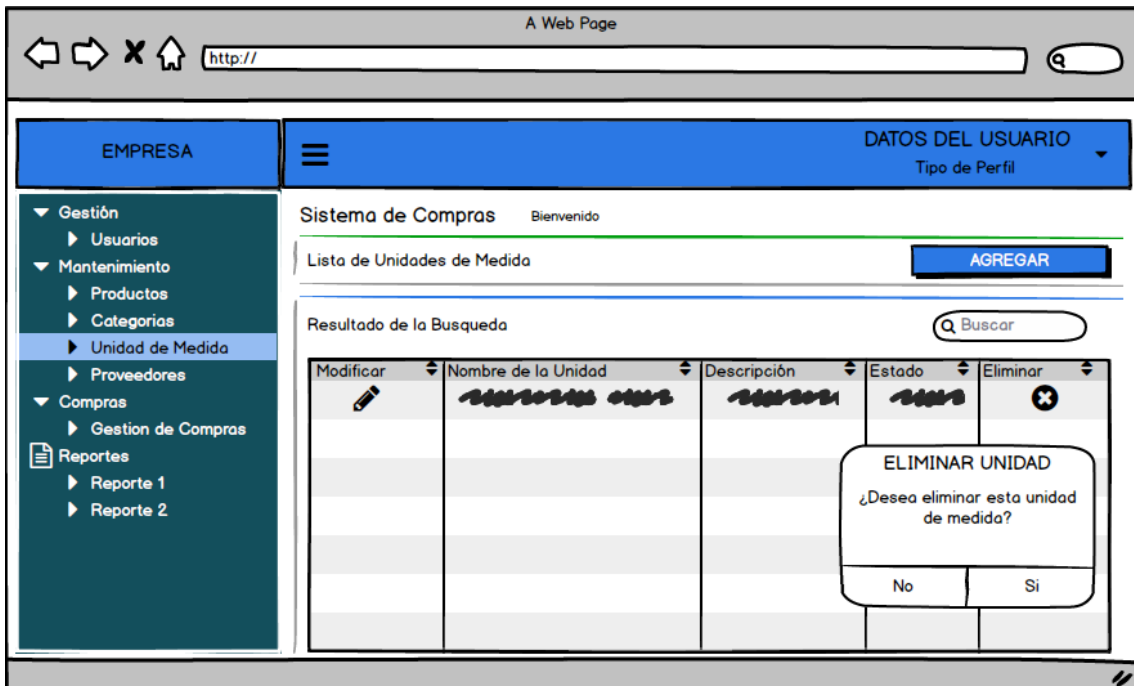 A Web Page
http://
EMPRESA
DATOS DEL USUARIO
Tipo de Perfil
Gestión
Usuarios
Mantenimiento
Productos
Categorias
Unidad de Medida
Proveedores
Compras
Gestion de Compras
Reportes
Reporte 1
Reporte 2
Sistema de Compras Bienvenido
Lista de Unidades de Medida AGREGAR
Resultado de la Busqueda Buscar
Modificar Nombre de la Unidad Descripción Estado Eliminar
ELIMINAR UNIDAD
¿Desea eliminar esta unidad
de medida?
No Si